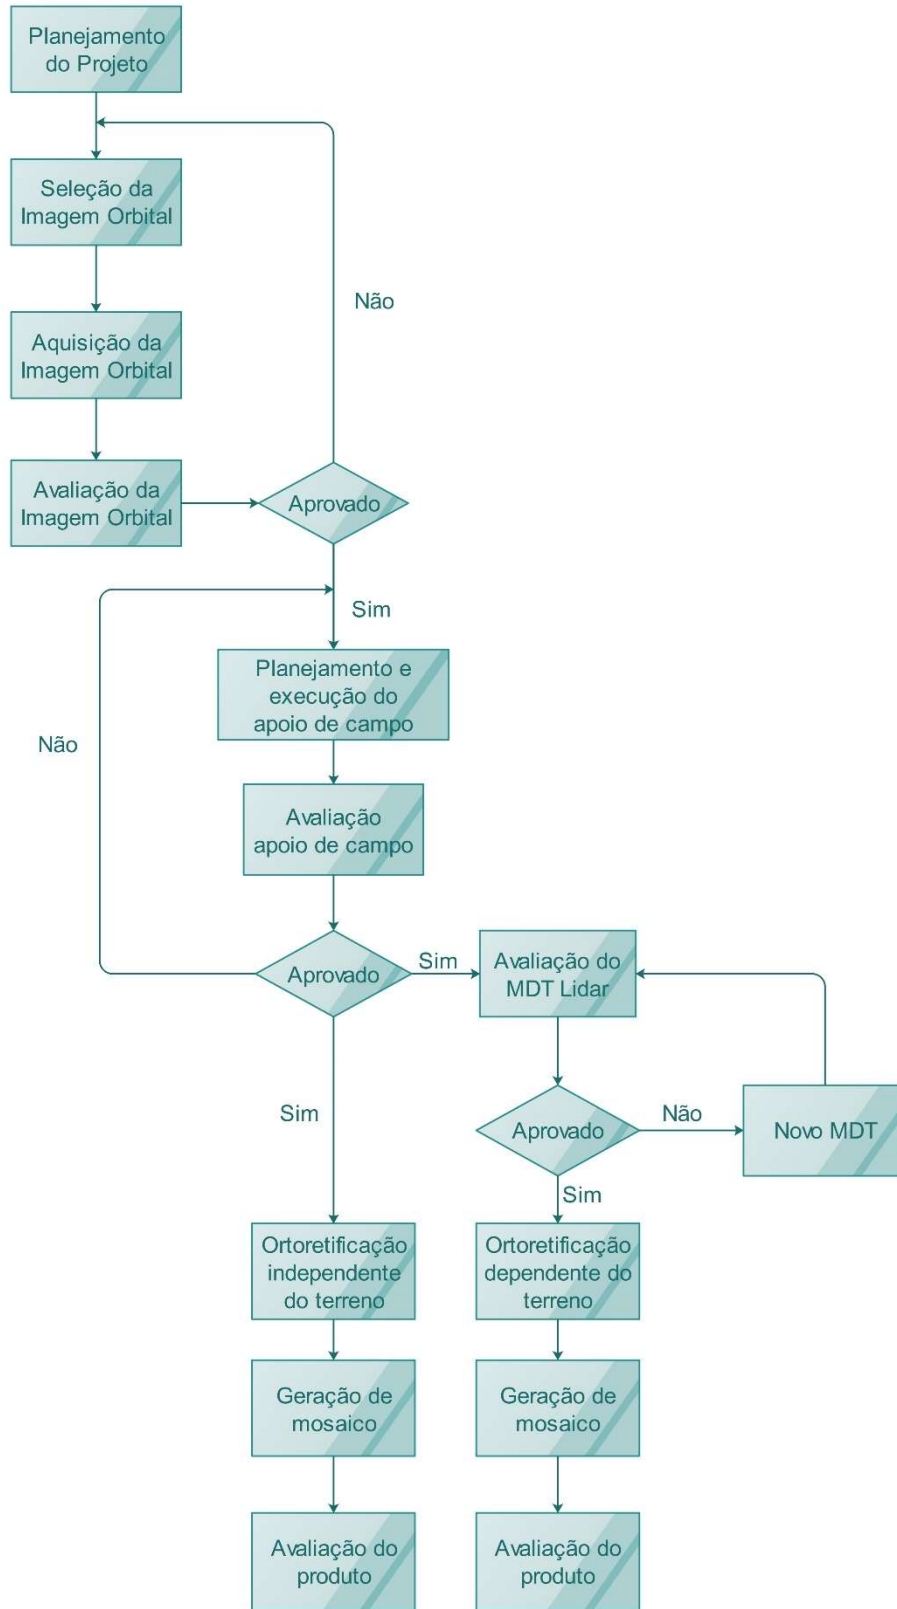 Planejamento
do Projeto
Seleção da
Imagem Orbital
Não
Aquisição da
Imagem Orbital
Avaliação da
Imagem Orbital
Aprovado
Sim
Planejamento e
execução do
apoio de campo
Não
Avaliação
apoio de campo
Aprovado
Sim
Avaliação do
MDT Lidar
Sim
Aprovado
Não
Novo MDT
Sim
Ortoretificação
independente
do terreno
Ortoretificação
dependente do
terreno
Geração de
mosaico
Geração de
mosaico
Avaliação do
produto
Avaliação do
produto